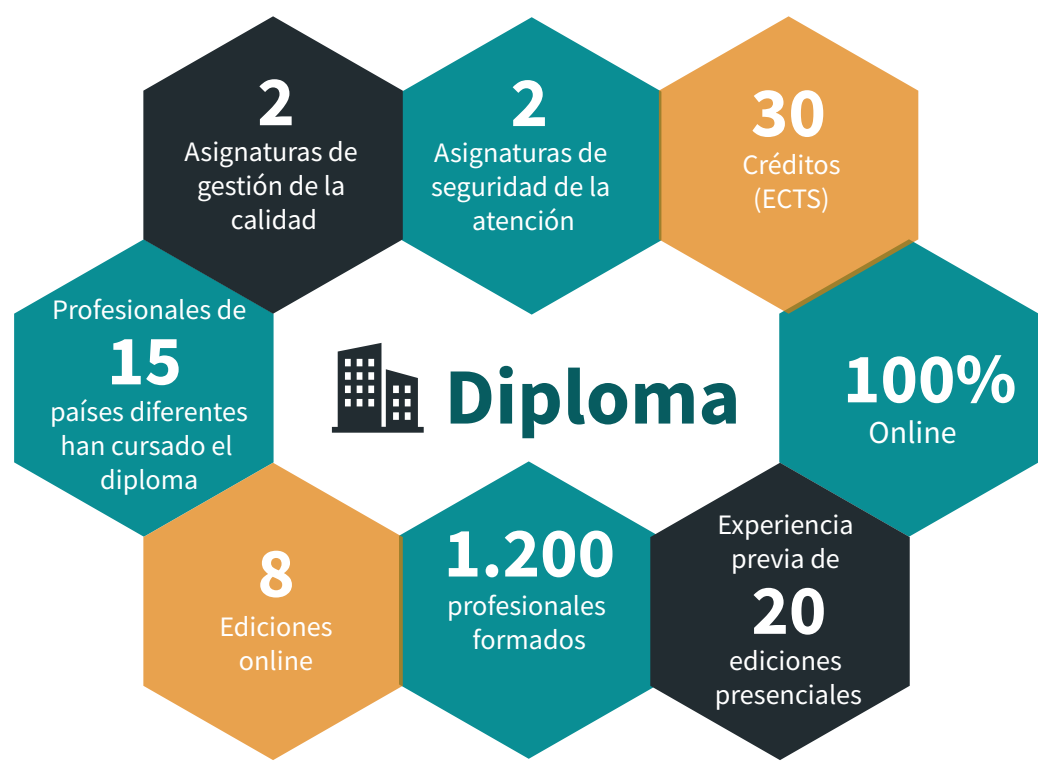 2
Asignaturas de
gestión de la
calidad
2
Asignaturas de
seguridad de la
atención
30
Créditos
(ECTS)
Profesionales de
15
países diferentes
han cursado el
diploma
Diploma
100%
Online
8
Ediciones
online
1.200
profesionales
formados
Experiencia
previa de
20
ediciones
presenciales